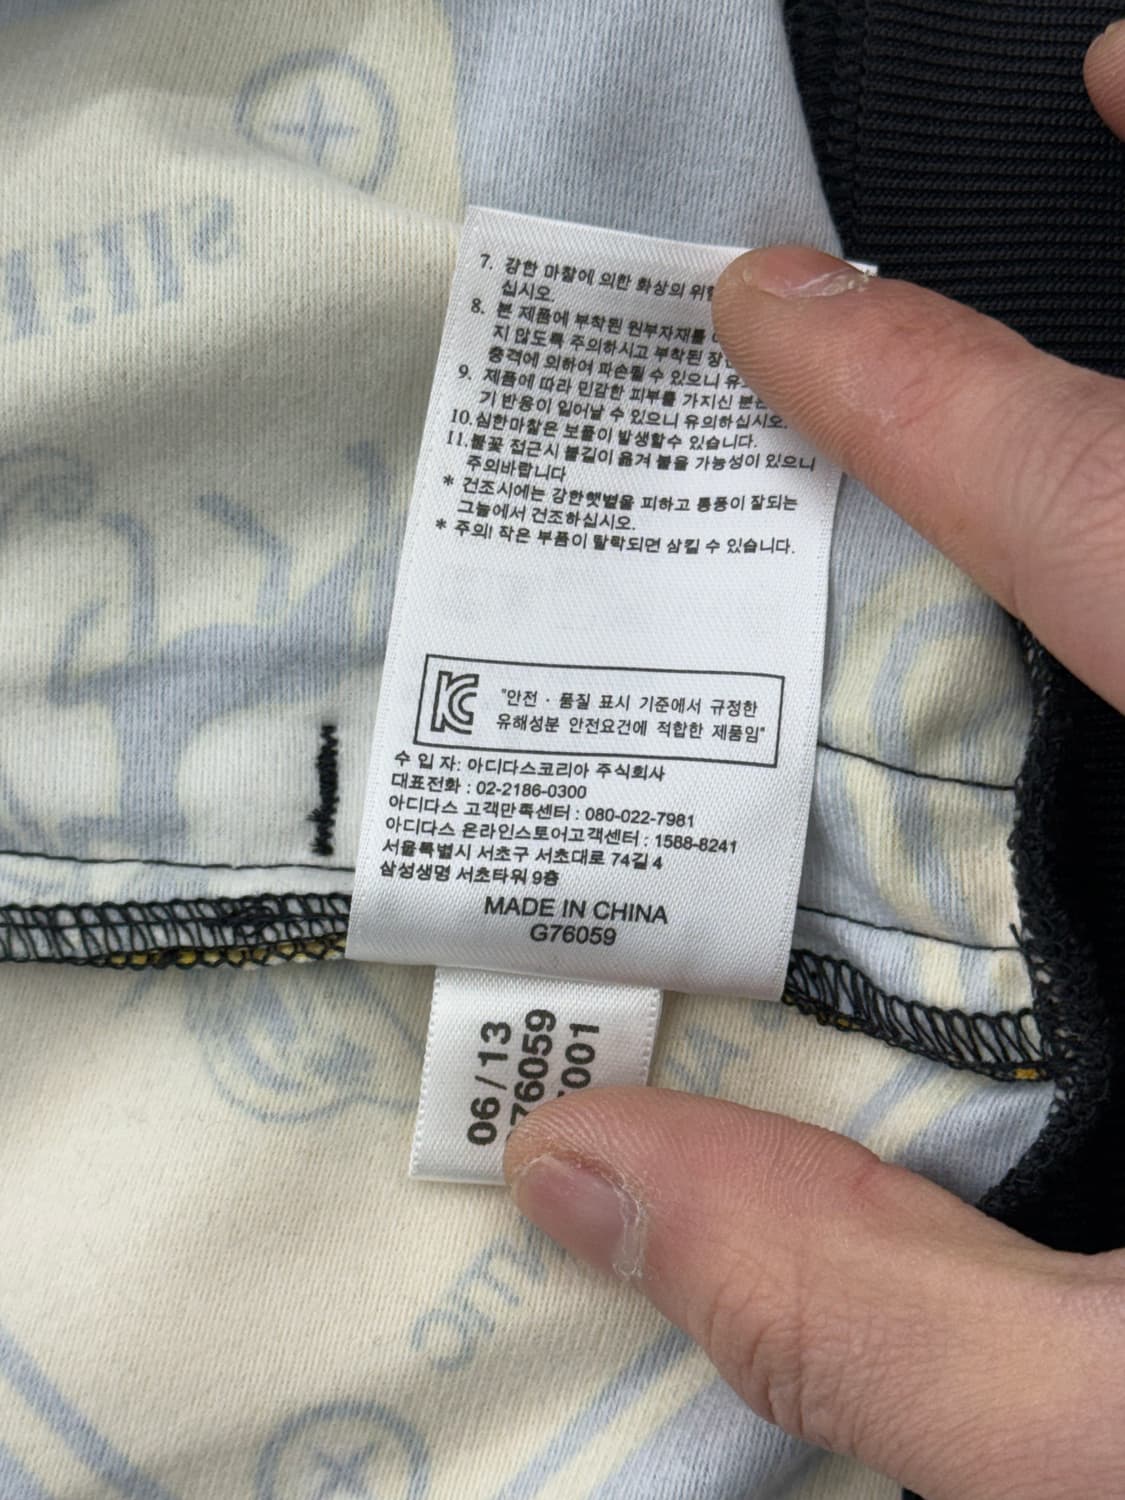 7. 강한 마찰에 의한 화상의
십시오.
8. 본 제품에 부착된 원부자재를
지 않도록 주의하시고 부착된
충격에 의하여 파손될 수 있으니
9. 제품에 따라 민감한 피부를 가지신
기 반응이 일어날 수 있으니 유의하십시오.
10.심한마찰은 보풀이 발생할수 있습니다.
11.불꽃 접근시 불길이 옮겨 붙을 가능성이 있으니
주의바랍니다
* 건조시에는 강한햇볕을 피하고 통풍이 잘되는
그늘에서 건조하십시오.
* 주의! 작은 부품이 탈락되면 삼킬 수 있습니다.
"안전 · 품질 표시 기준에서 규정한
유해성분 안전요건에 적합한 제품임"
수 입 자: 아디다스코리아 주식회사
대표전화 : 02-2186-0300
아디다스 고객만족센터 : 080-022-7981
아디다스 온라인스토어고객센터 : 1588-8241
서울특별시 서초구 서초대로 74길 4
삼성생명 서초타워 9층
MADE IN CHINA
G76059
06/13
76059
001